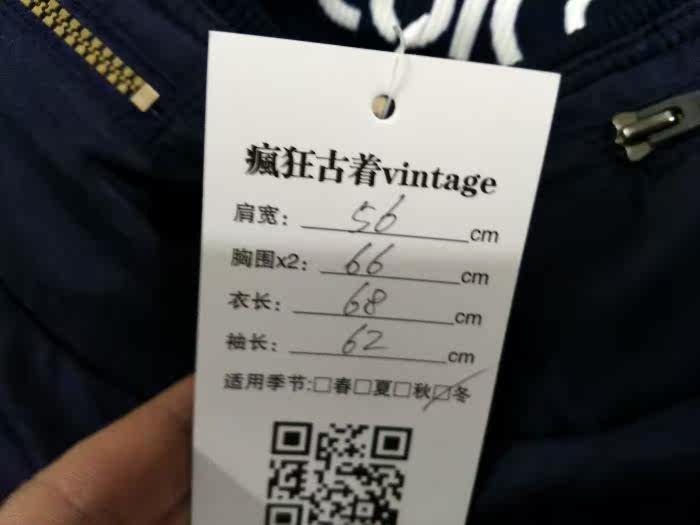 瘋狂古着vintage
肩宽：56cm
胸围x2：66cm
衣长：68cm
袖长：62cm
适用季节:□春□夏□秋☑冬